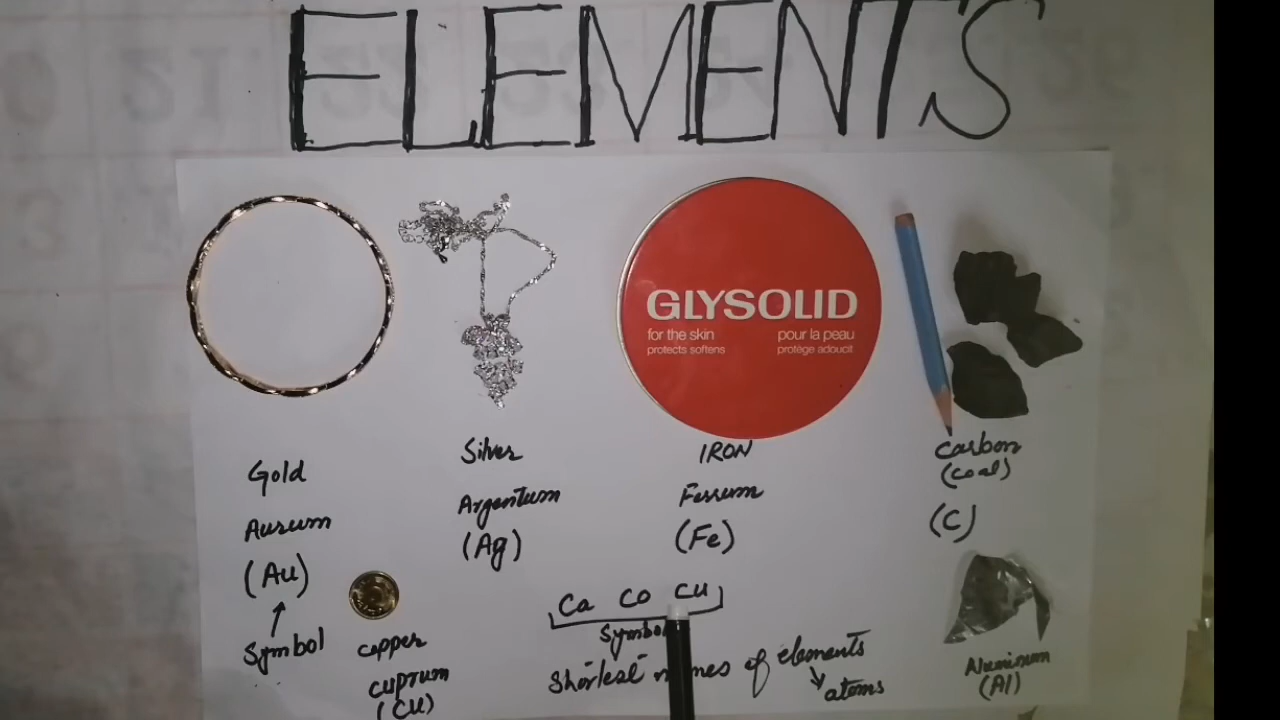 ELEMENTS
GLYSOLID
for the skin
protects softens
pour la peau
protège adoucit
Gold
Aurum
(Au)
Symbol
Silver
Argentum
(Ag)
IRON
Ferrum
(Fe)
Carbon
(coal)
(C)
copper
cuprum
(CU)
Ca Co CU
Symbol
Shortest names of elements
atoms
Aluminum
(Al)